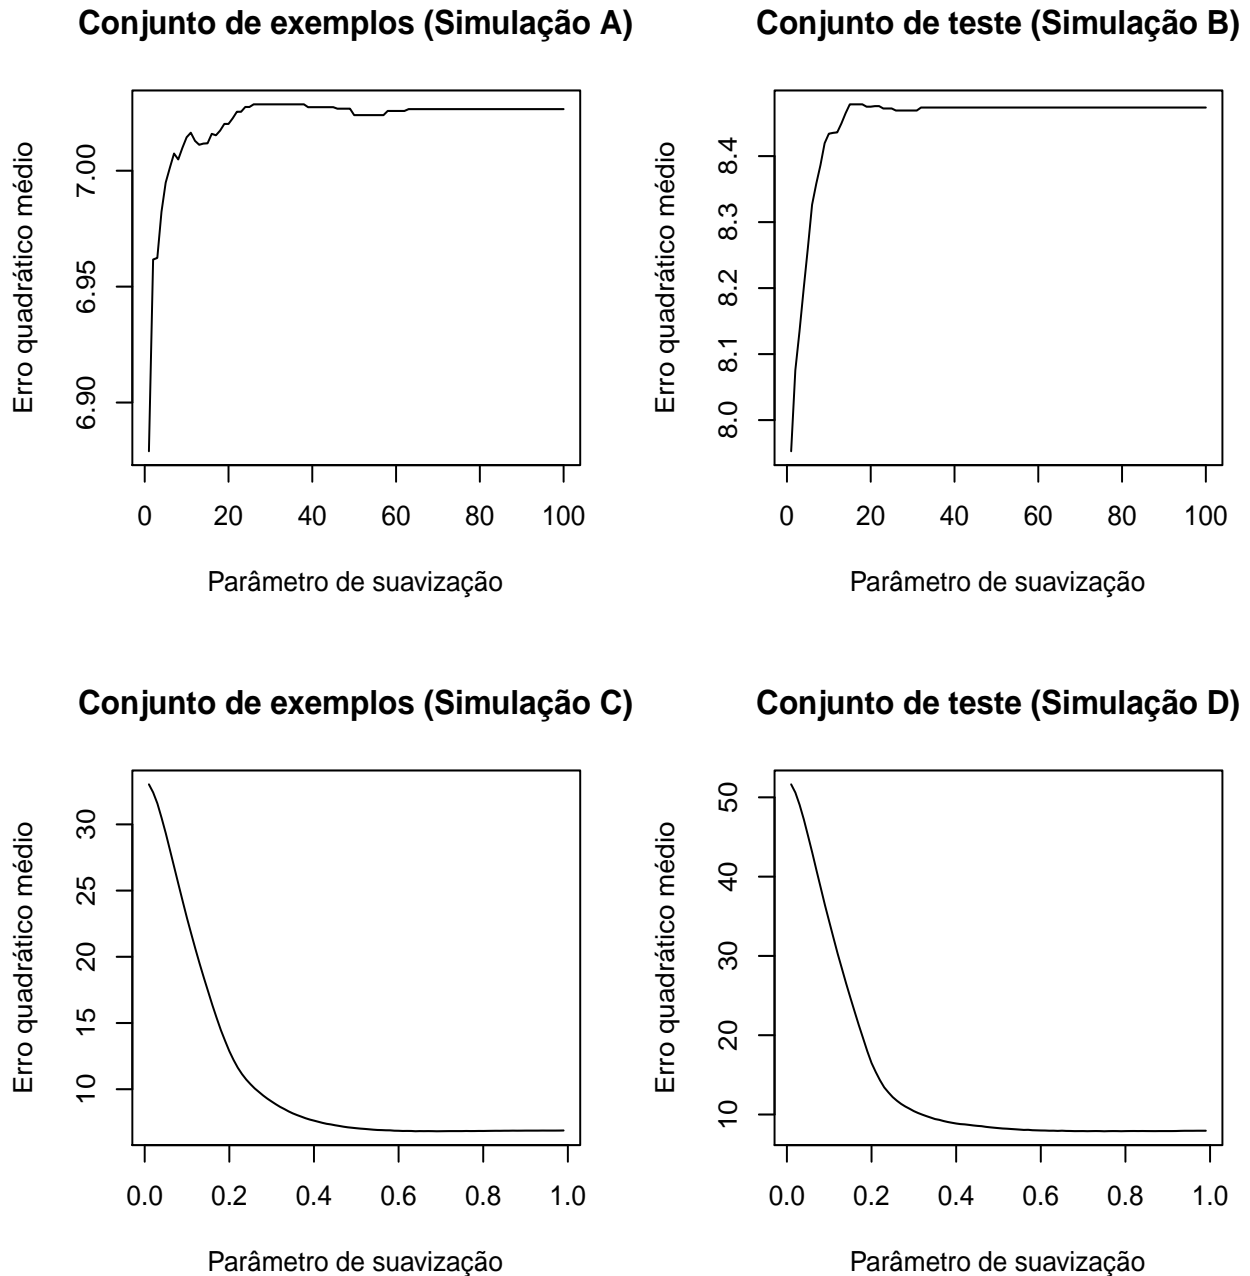 Conjunto de exemplos (Simulação A)
Erro quadrático médio
7.00
6.95
6.90
0 20 40 60 80 100
Parâmetro de suavização
Conjunto de teste (Simulação B)
Erro quadrático médio
8.4
8.3
8.2
8.1
8.0
0 20 40 60 80 100
Parâmetro de suavização
Conjunto de exemplos (Simulação C)
Erro quadrático médio
30
25
20
15
10
0.0 0.2 0.4 0.6 0.8 1.0
Parâmetro de suavização
Conjunto de teste (Simulação D)
Erro quadrático médio
50
40
30
20
10
0.0 0.2 0.4 0.6 0.8 1.0
Parâmetro de suavização